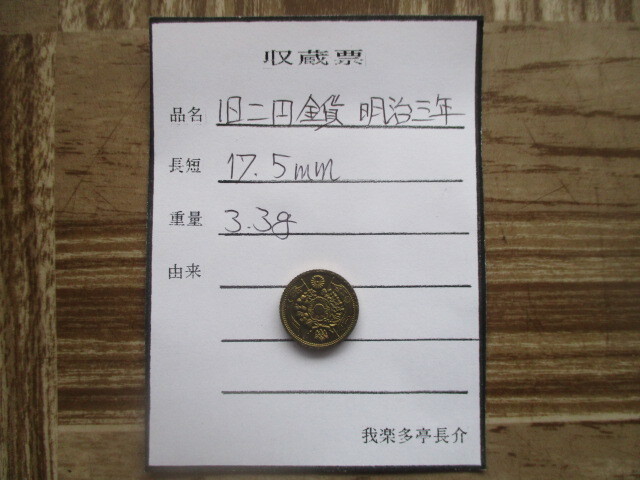 収蔵票
品名 旧二円金貨 明治三年
長短 17.5mm
重量 3.3g
由来
我楽多亭長介